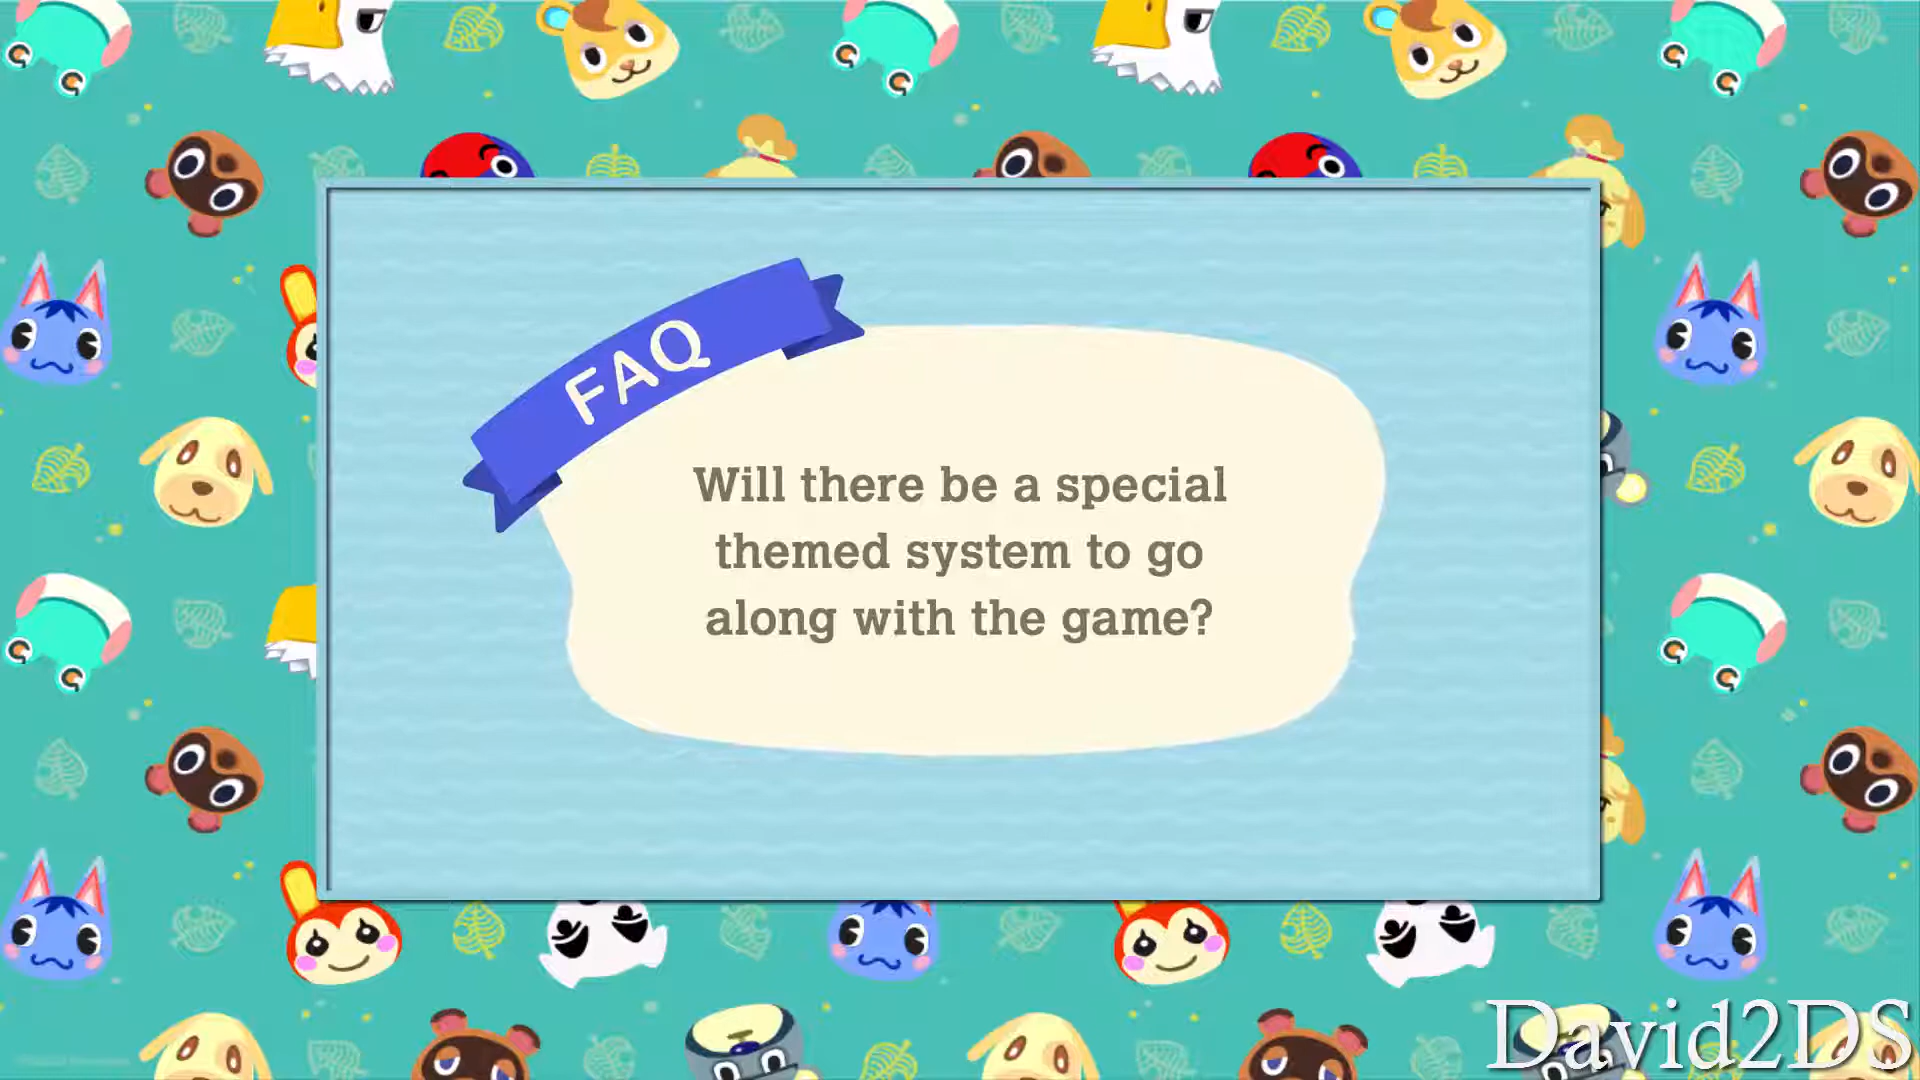 FAQ
Will there be a special
themed system to go
along with the game?
David2DS